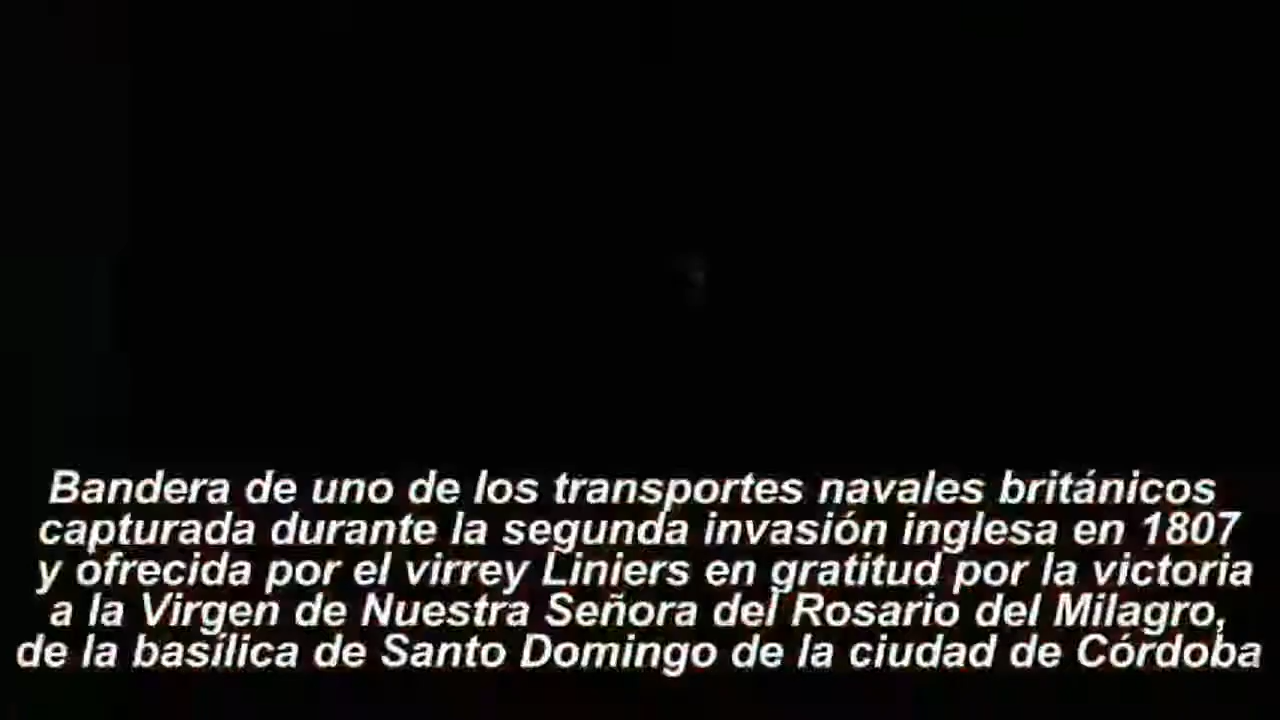 Bandera de uno de los transportes navales británicos
capturada durante la segunda invasión inglesa en 1807
y ofrecida por el virrey Liniers en gratitud por la victoria
a la Virgen de Nuestra Señora del Rosario del Milagro,
de la basílica de Santo Domingo de la ciudad de Córdoba